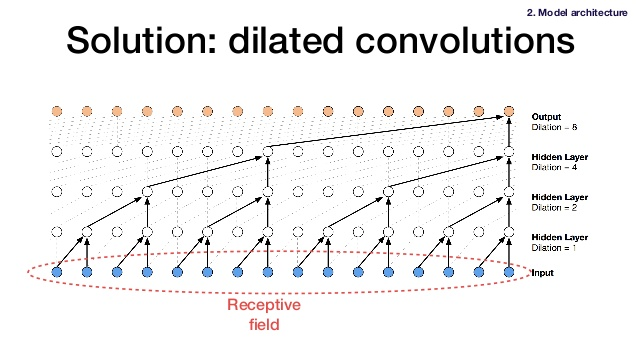 2. Model architecture
Solution: dilated convolutions
Output
Dilation = 8
Hidden Layer
Dilation = 4
Hidden Layer
Dilation = 2
Hidden Layer
Dilation = 1
Input
Receptive
field